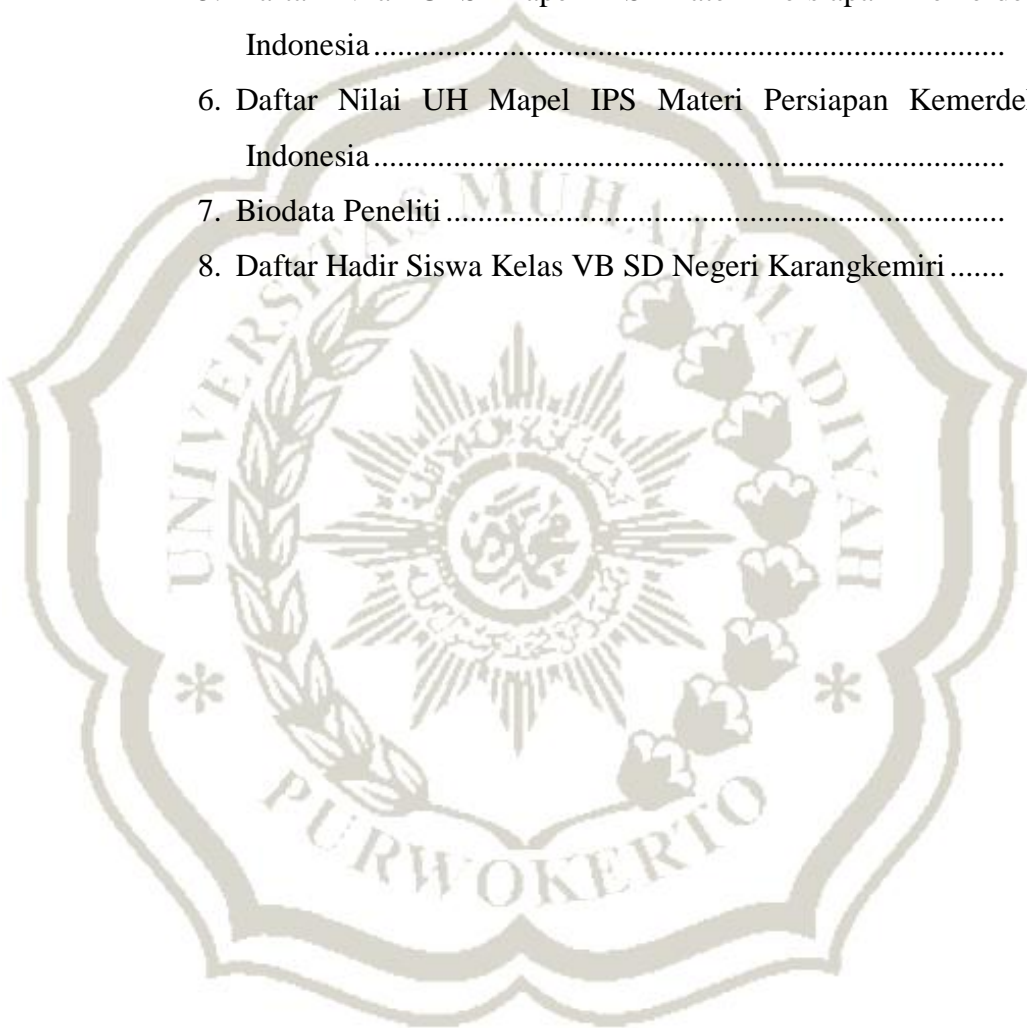 Indonesia...............................................................................
6. Daftar Nilai UH Mapel IPS Materi Persiapan
Indonesia...............................................................................
7. Biodata Peneliti......................................................................
8. Daftar Hadir Siswa Kelas VB SD Negeri Karangkemiri.......
UNIVERSITAS MUHAMMADIYAH
* *
PURWOKERTO